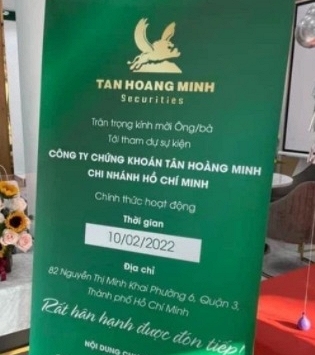 TAN HOANG MINH
Securities
Trân trọng kính mời Ông/bà
Tới tham dự sự kiện
CÔNG TY CHỨNG KHOÁN TÂN HOÀNG MINH
CHI NHÁNH HỒ CHÍ MINH
Chính thức hoạt động
Thời gian
10/02/2022
Địa chỉ
82 Nguyễn Thị Minh Khai Phường 6, Quận 3,
Thành phố Hồ Chí Minh
Rất hân hạnh được đón tiếp!
NỘI DUNG